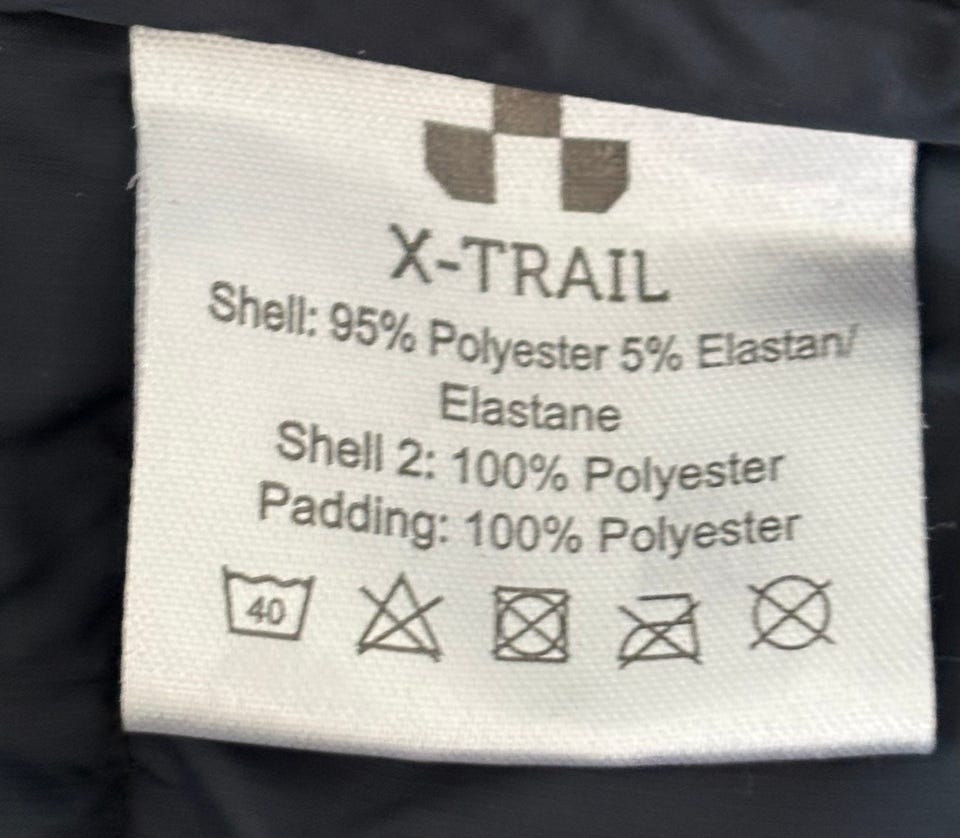 X-TRAIL
Shell: 95% Polyester 5% Elastan/
Elastane
Shell 2: 100% Polyester
Padding: 100% Polyester
40